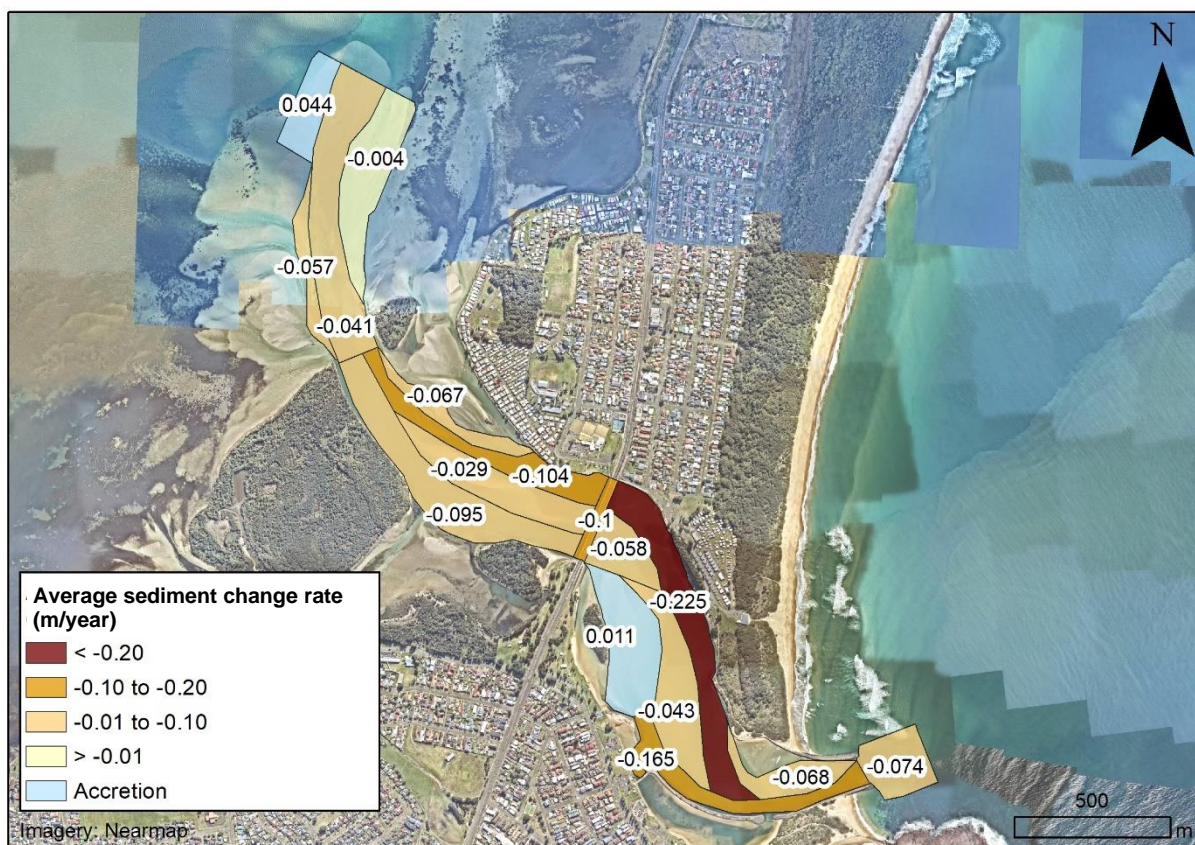 N
0.044
-0.004
-0.057
-0.041
-0.067
-0.029
-0.104
-0.095
-0.1
-0.058
-0.225
0.011
-0.043
-0.165
-0.068
-0.074
Average sediment change rate
(m/year)
< -0.20
-0.10 to -0.20
-0.01 to -0.10
> -0.01
Accretion
Imagery: Nearmap
500
m